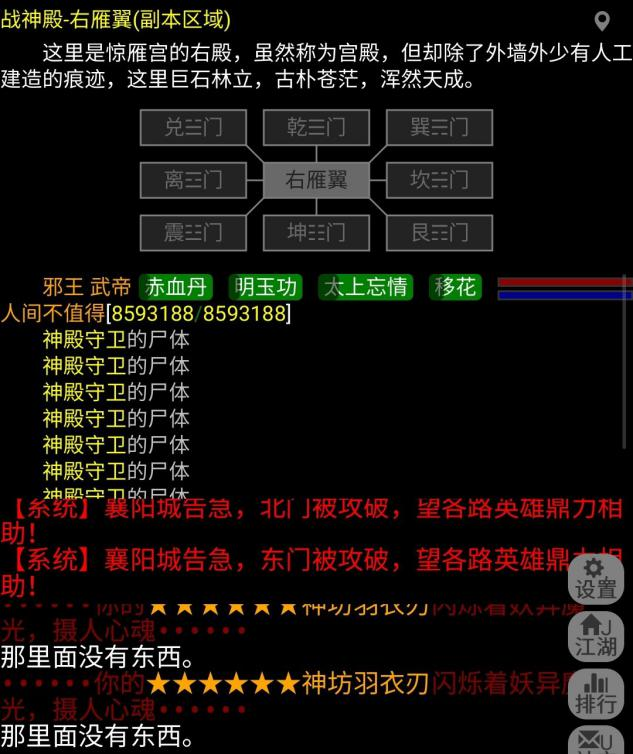 战神殿-右雁翼(副本区域)
这里是惊雁宫的右殿，虽然称为宫殿，但却除了外墙外少有人工
建造的痕迹，这里巨石林立，古朴苍茫，浑然天成。
兑☱门 乾☰门 巽☴门
离☲门 右雁翼 坎☵门
震☳门 坤☷门 艮☶门
邪王 武帝 赤血丹 明玉功 太上忘情 移花
人间不值得[8593188/8593188]
神殿守卫的尸体
神殿守卫的尸体
神殿守卫的尸体
神殿守卫的尸体
神殿守卫的尸体
神殿守卫的尸体
神殿守卫的尸体
【系统】襄阳城告急，北门被攻破，望各路英雄鼎力相
助！
【系统】襄阳城告急，东门被攻破，望各路英雄鼎力相
助！
设置
······你的★★★★★★神坊羽衣刃闪烁着妖异魔
光，摄人心魂······
江湖
那里面没有东西。
······你的★★★★★★神坊羽衣刃闪烁着妖异
光，摄人心魂······
排行
那里面没有东西。